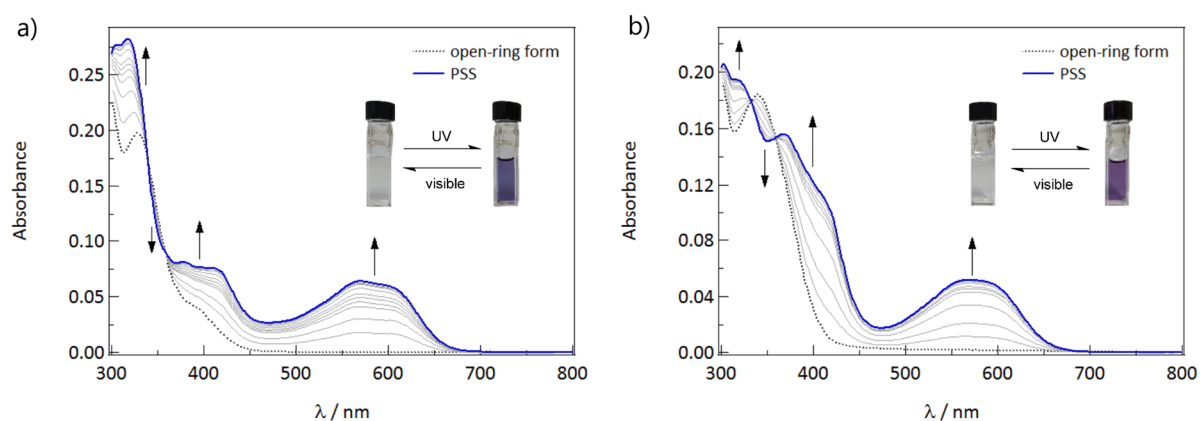 a)
Absorbance
0.25
0.20
0.15
0.10
0.05
0.00
open-ring form
PSS
UV
visible
300
400
500
600
700
800
λ / nm
b)
Absorbance
0.20
0.16
0.12
0.08
0.04
0.00
open-ring form
PSS
UV
visible
300
400
500
600
700
800
λ / nm